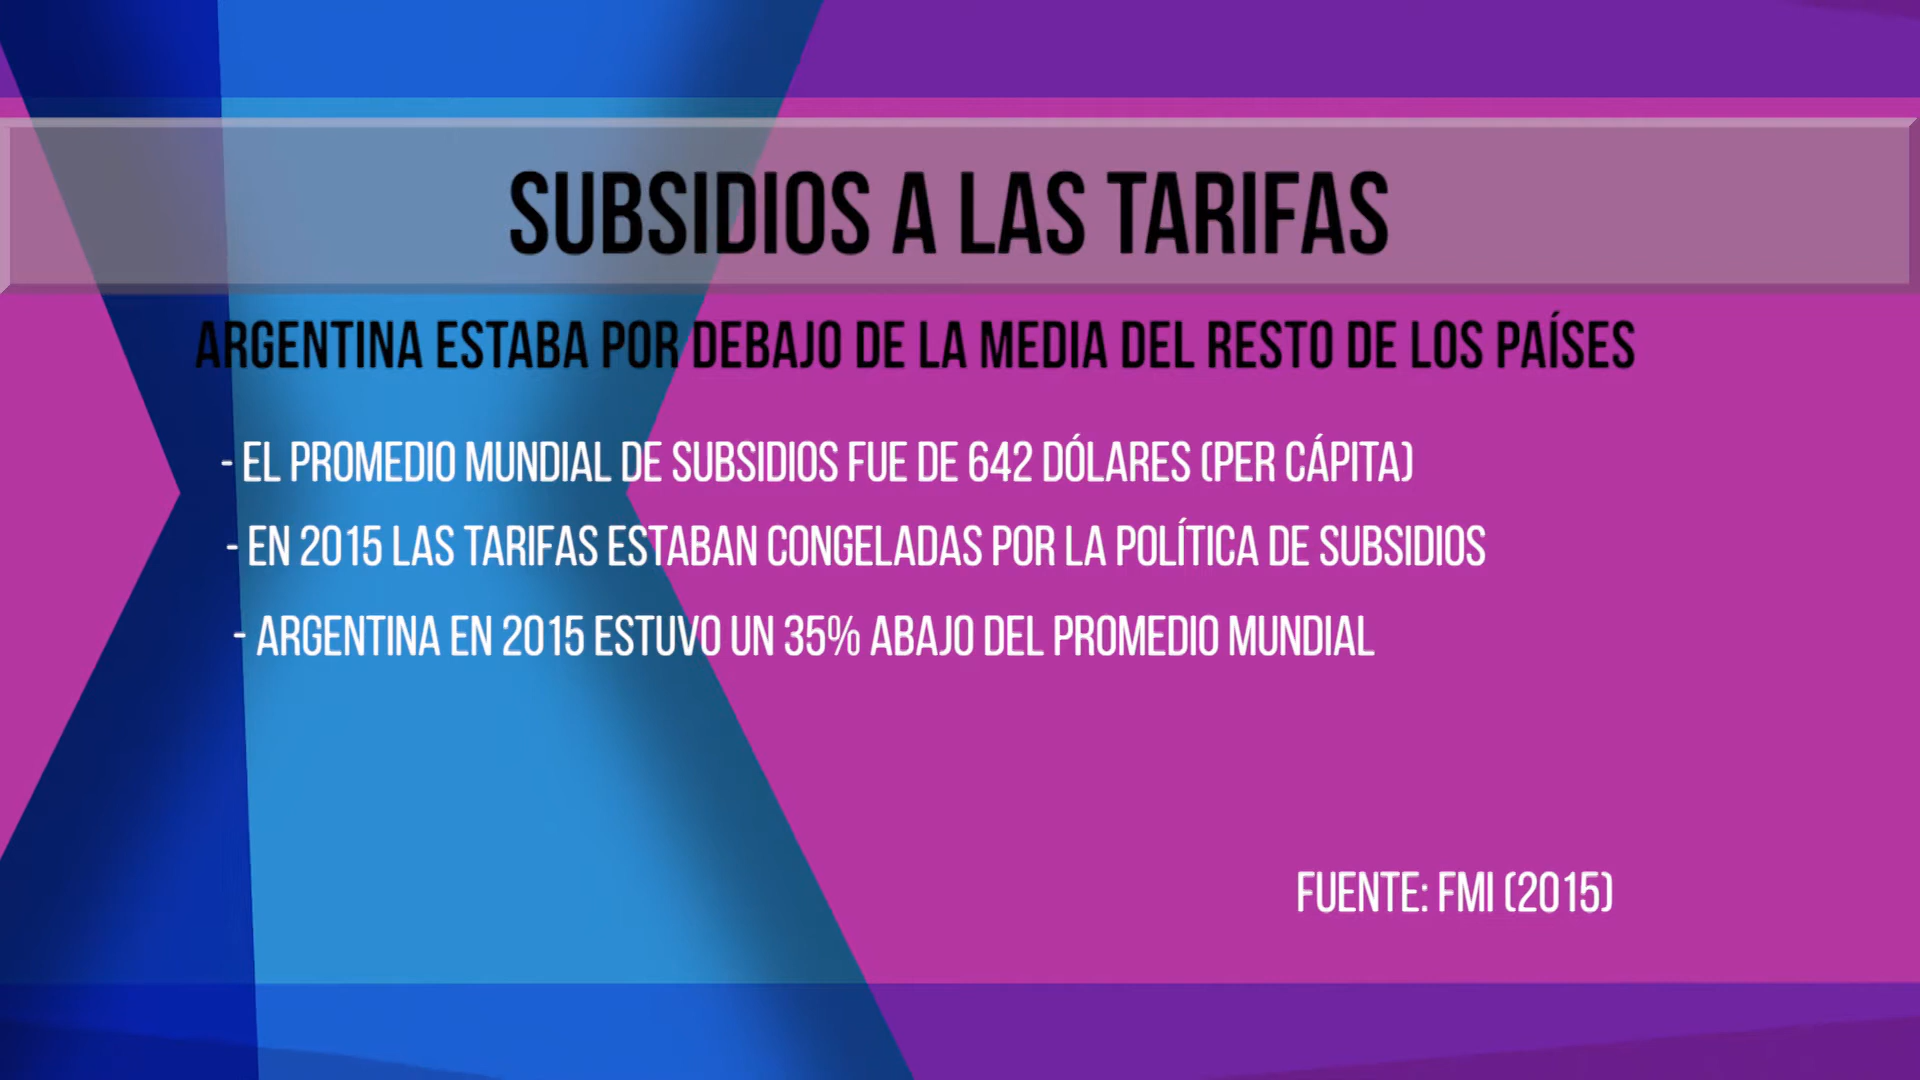 SUBSIDIOS A LAS TARIFAS
ARGENTINA ESTABA POR DEBAJO DE LA MEDIA DEL RESTO DE LOS PAÍSES
- EL PROMEDIO MUNDIAL DE SUBSIDIOS FUE DE 642 DÓLARES (PER CÁPITA)
- EN 2015 LAS TARIFAS ESTABAN CONGELADAS POR LA POLÍTICA DE SUBSIDIOS
- ARGENTINA EN 2015 ESTUVO UN 35% ABAJO DEL PROMEDIO MUNDIAL
FUENTE: FMI (2015)